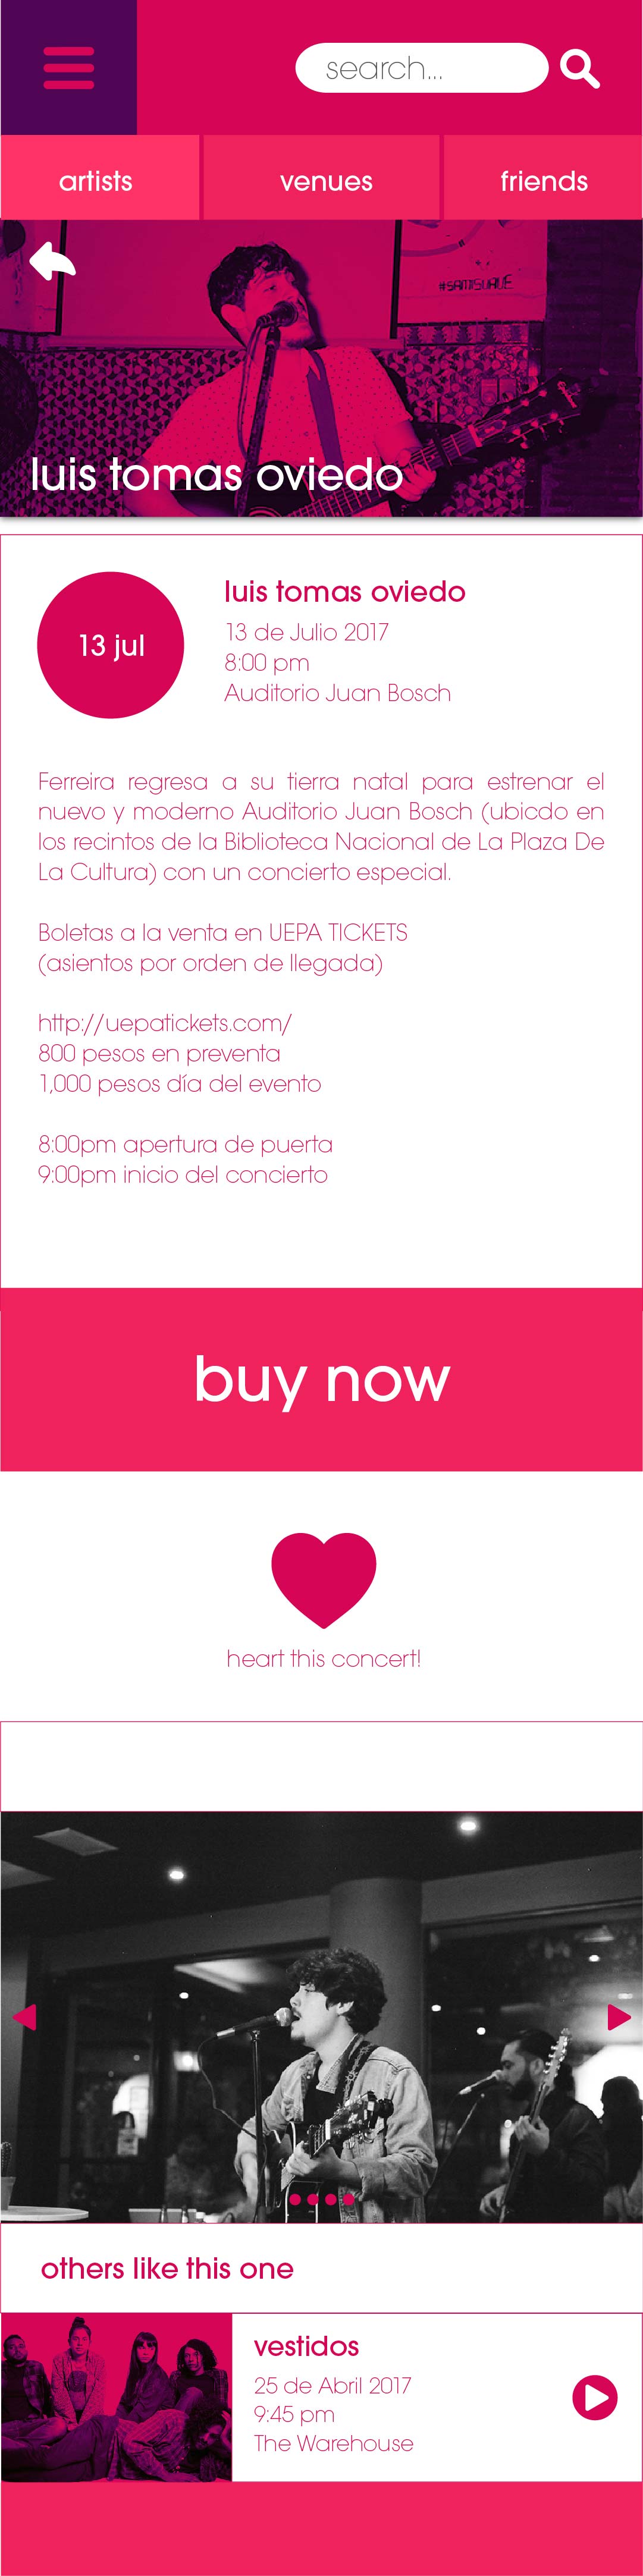 search...
artists
venues
friends
#SANTISUAVE
luis tomas oviedo
13 jul
luis tomas oviedo
13 de Julio 2017
8:00 pm
Auditorio Juan Bosch
Ferreira regresa a su tierra natal para estrenar el
nuevo y moderno Auditorio Juan Bosch (ubicdo en
los recintos de la Biblioteca Nacional de La Plaza De
La Cultura) con un concierto especial.
Boletas a la venta en UEPA TICKETS
(asientos por orden de llegada)
http://uepatickets.com/
800 pesos en preventa
1,000 pesos día del evento
8:00pm apertura de puerta
9:00pm inicio del concierto
buy now
heart this concert!
others like this one
vestidos
25 de Abril 2017
9:45 pm
The Warehouse